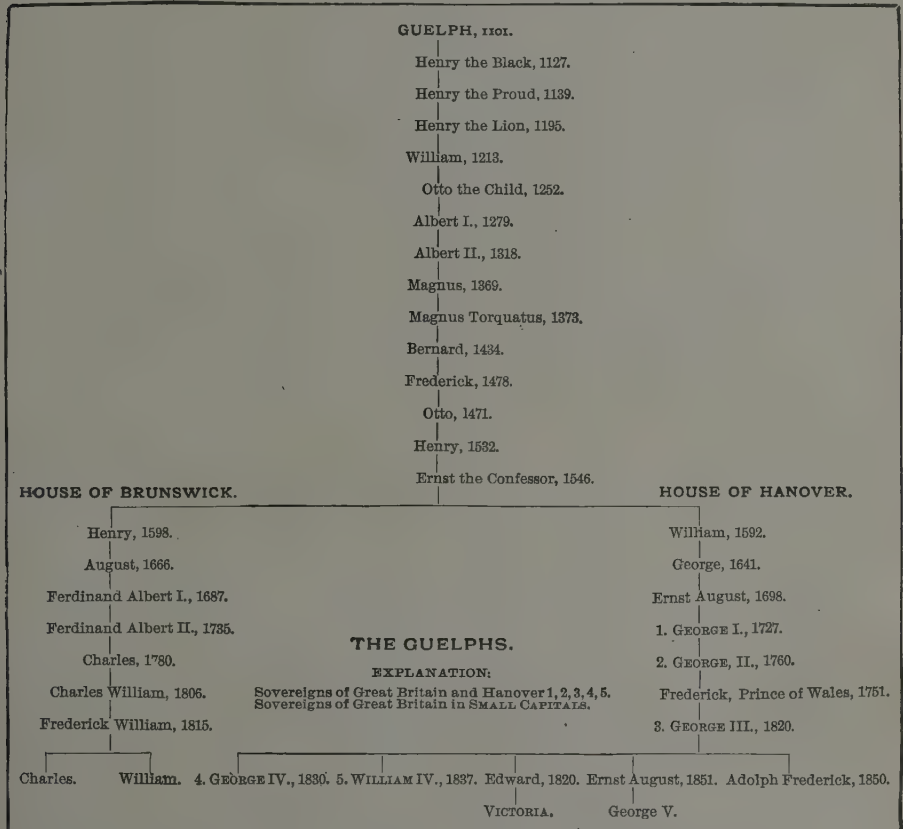 GUELPH, 1101.
Henry the Black, 1127.
Henry the Proud, 1139.
Henry the Lion, 1195.
William, 1213.
Otto the Child, 1252.
Albert I., 1279.
Albert II., 1318.
Magnus, 1369.
Magnus Torquatus, 1373.
Bernard, 1434.
Frederick, 1478.
Otto, 1471.
Henry, 1532.
Ernst the Confessor, 1546.
HOUSE OF BRUNSWICK.
Henry, 1598.
August, 1666.
Ferdinand Albert I., 1687.
Ferdinand Albert II., 1735.
Charles, 1780.
Charles William, 1806.
Frederick William, 1815.
Charles. William.
HOUSE OF HANOVER.
William, 1592.
George, 1641.
Ernst August, 1698.
1. GEORGE I., 1727.
2. GEORGE, II., 1760.
Frederick, Prince of Wales, 1751.
3. GEORGE III., 1820.
4. GEORGE IV., 1830. 5. WILLIAM IV., 1837. Edward, 1820. Ernst August, 1851. Adolph Frederick, 1850.
VICTORIA. George V.
THE GUELPHS.
EXPLANATION:
Sovereigns of Great Britain and Hanover 1, 2, 3, 4, 5.
Sovereigns of Great Britain in SMALL CAPITALS.